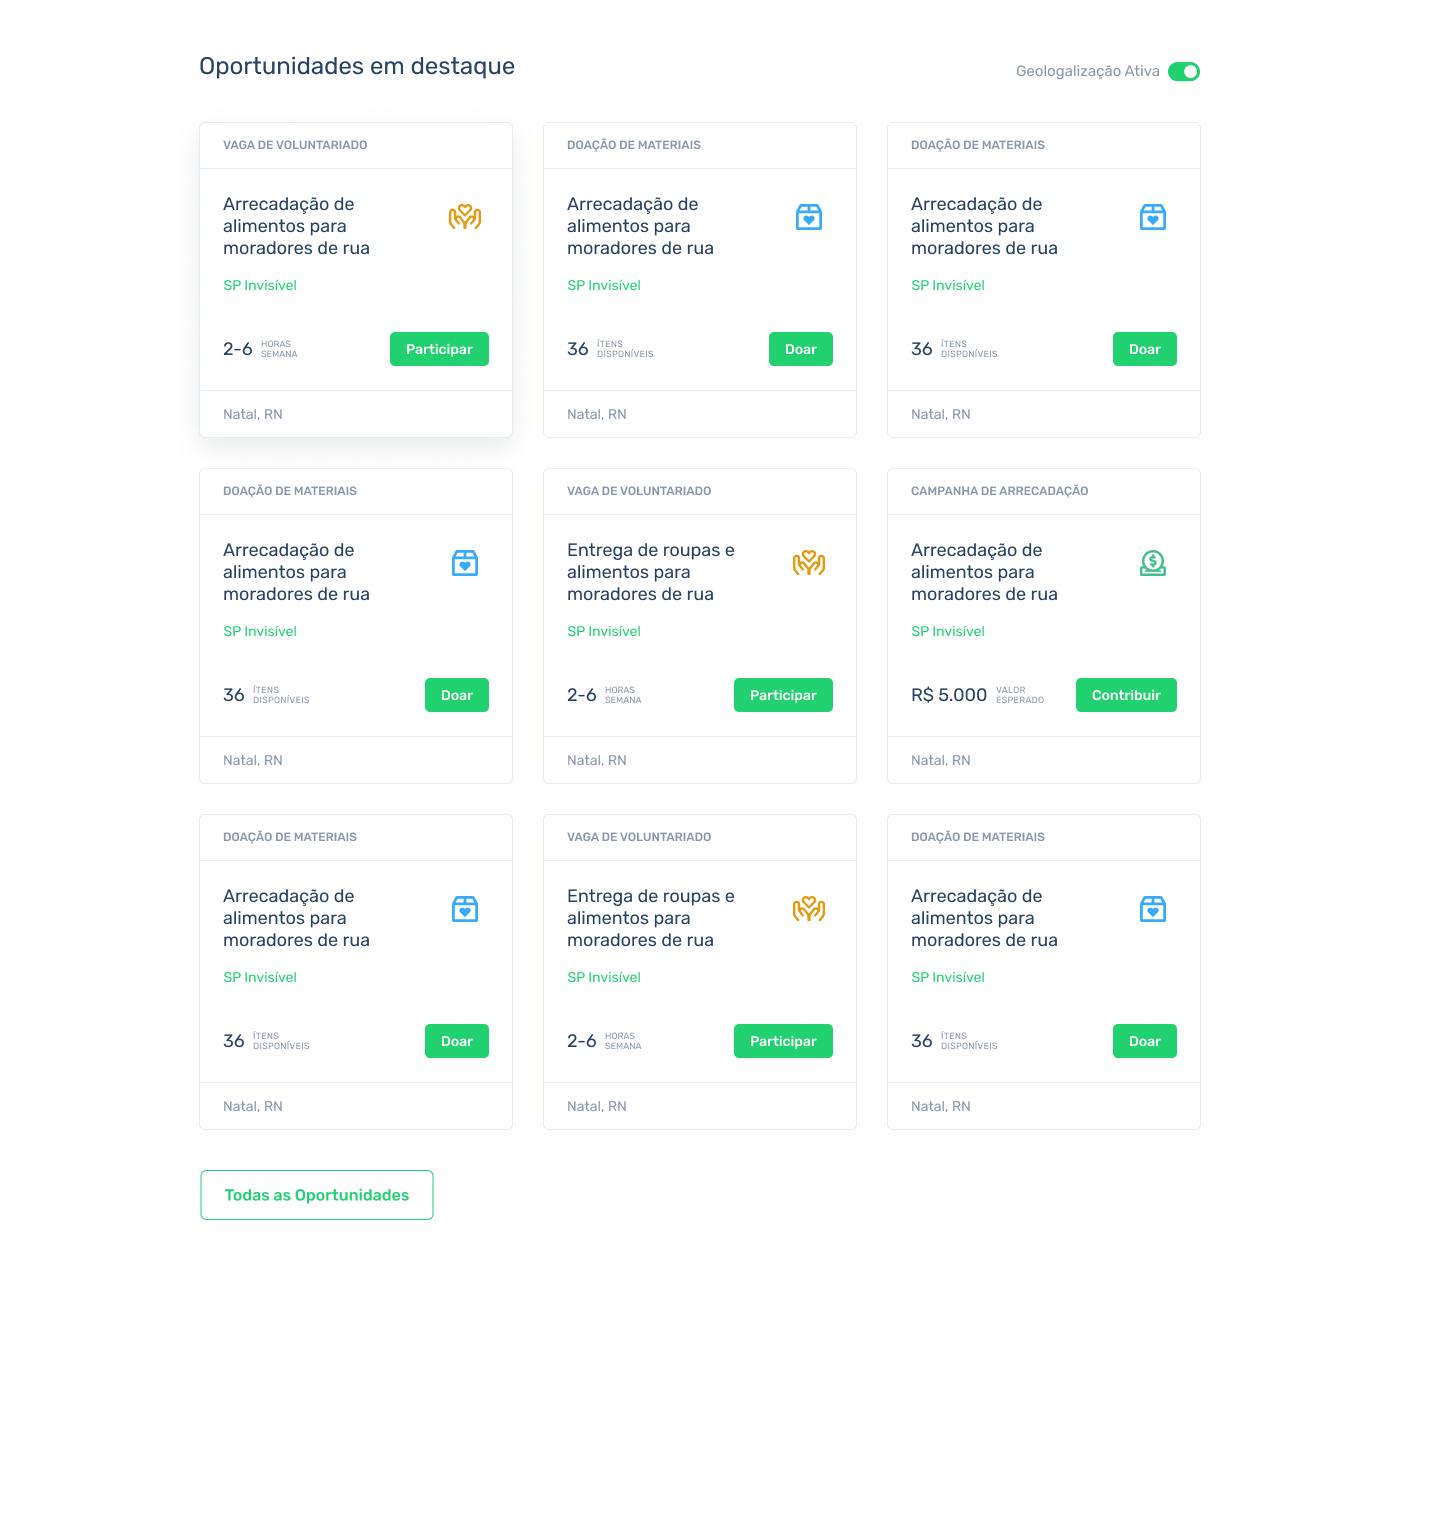 Oportunidades em destaque
Geologalização Ativa
VAGA DE VOLUNTARIADO
Arrecadação de
alimentos para
moradores de rua
SP Invisível
2-6 HORAS
SEMANA
Participar
Natal, RN
DOAÇÃO DE MATERIAIS
Arrecadação de
alimentos para
moradores de rua
SP Invisível
36 ÍTENS
DISPONÍVEIS
Doar
Natal, RN
DOAÇÃO DE MATERIAIS
Arrecadação de
alimentos para
moradores de rua
SP Invisível
36 ÍTENS
DISPONÍVEIS
Doar
Natal, RN
DOAÇÃO DE MATERIAIS
Arrecadação de
alimentos para
moradores de rua
SP Invisível
36 ÍTENS
DISPONÍVEIS
Doar
Natal, RN
VAGA DE VOLUNTARIADO
Entrega de roupas e
alimentos para
moradores de rua
SP Invisível
2-6 HORAS
SEMANA
Participar
Natal, RN
CAMPANHA DE ARRECADAÇÃO
Arrecadação de
alimentos para
moradores de rua
SP Invisível
R$ 5.000 VALOR
ESPERADO
Contribuir
Natal, RN
DOAÇÃO DE MATERIAIS
Arrecadação de
alimentos para
moradores de rua
SP Invisível
36 ÍTENS
DISPONÍVEIS
Doar
Natal, RN
VAGA DE VOLUNTARIADO
Entrega de roupas e
alimentos para
moradores de rua
SP Invisível
2-6 HORAS
SEMANA
Participar
Natal, RN
DOAÇÃO DE MATERIAIS
Arrecadação de
alimentos para
moradores de rua
SP Invisível
36 ÍTENS
DISPONÍVEIS
Doar
Natal, RN
Todas as Oportunidades